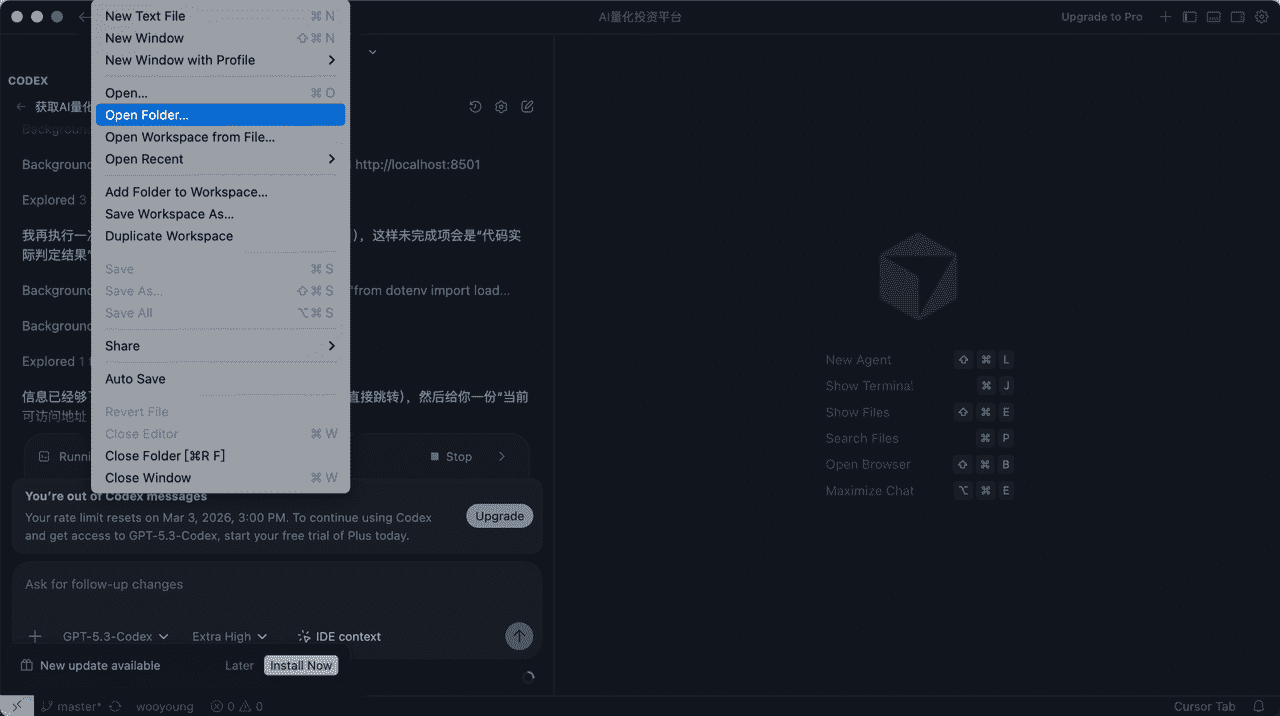 AI量化投资平台
Upgrade to Pro
New Text File ⌘ N
New Window ⇧ ⌘ N
New Window with Profile
Open... ⌘ O
Open Folder...
Open Workspace from File...
Open Recent
Add Folder to Workspace...
Save Workspace As...
Duplicate Workspace
Save ⌘ S
Save As... ⇧ ⌘ S
Save All ⌥ ⌘ S
Share
Auto Save
Revert File
Close Editor ⌘ W
Close Folder [⌘R F]
Close Window ⌘ W
CODEX
获取AI量化
Background
Background http://localhost:8501
Explored 3
我再执行一 )，这样未完成项会是“代码实
际判定结果”
Background "from dotenv import load...
Background
Explored 1
信息已经够 直接跳转)，然后给你一份“当前
可访问地址
Runni Stop
You’re out of Codex messages
Your rate limit resets on Mar 3, 2026, 3:00 PM. To continue using Codex
and get access to GPT-5.3-Codex, start your free trial of Plus today.
Upgrade
Ask for follow-up changes
GPT-5.3-Codex Extra High IDE context
New update available Later Install Now
New Agent ⇧ ⌘ L
Show Terminal ⌘ J
Show Files ⇧ ⌘ E
Search Files ⌘ P
Open Browser ⇧ ⌘ B
Maximize Chat ⌥ ⌘ E
master* wooyoung 0 0
Cursor Tab